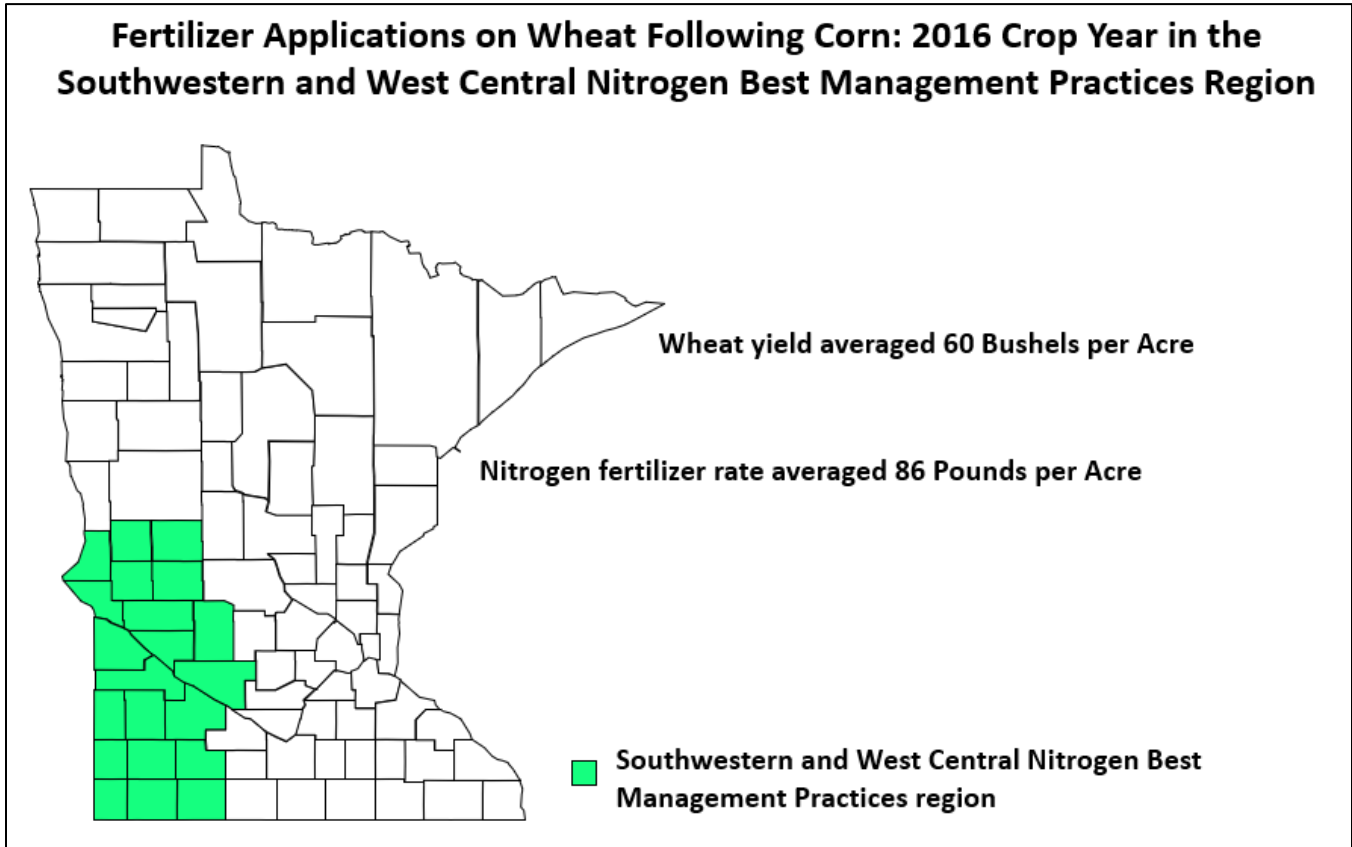 Fertilizer Applications on Wheat Following Corn: 2016 Crop Year in the
Southwestern and West Central Nitrogen Best Management Practices Region
Wheat yield averaged 60 Bushels per Acre
Nitrogen fertilizer rate averaged 86 Pounds per Acre
Southwestern and West Central Nitrogen Best
Management Practices region